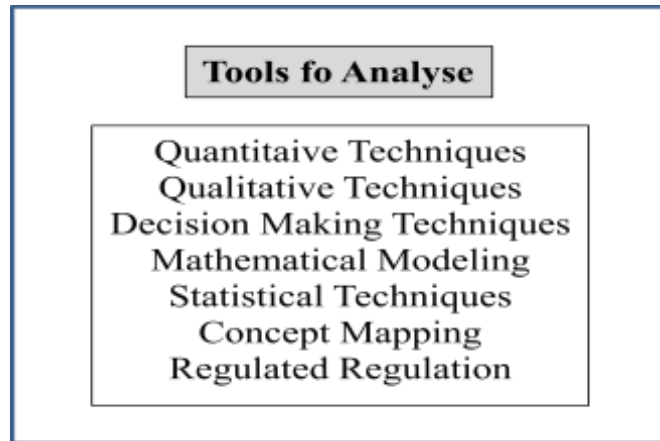 Tools fo Analyse
Quantitaive Techniques
Qualitative Techniques
Decision Making Techniques
Mathematical Modeling
Statistical Techniques
Concept Mapping
Regulated Regulation